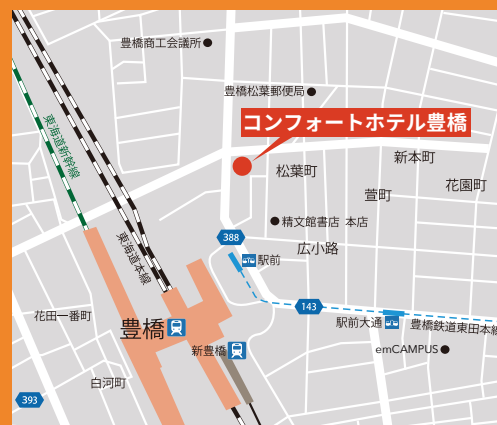 豊橋商工会議所
豊橋松葉郵便局
コンフォートホテル豊橋
東海道新幹線
松葉町
新本町
萱町
花園町
精文館書店 本店
388
広小路
東海道本線
駅前
143
花田一番町
豊橋
駅前大通
豊橋鉄道東田本線
新豊橋
emCAMPUS
白河町
393